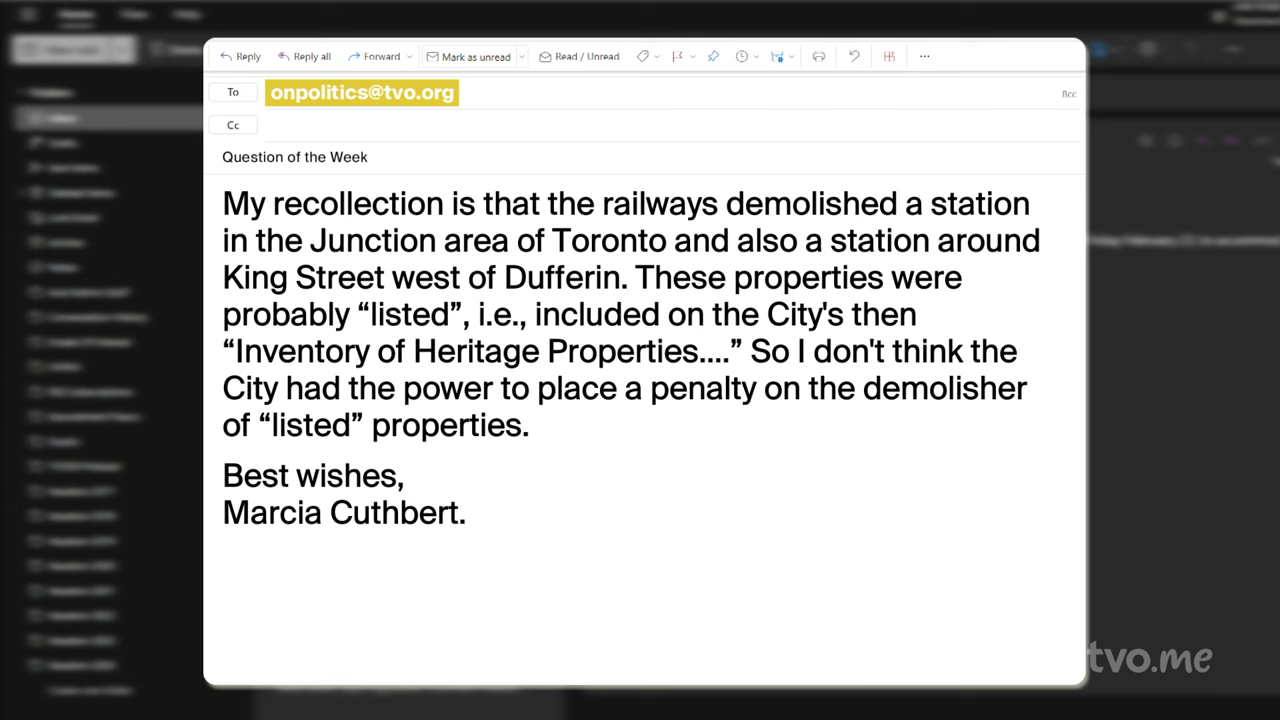 Reply Reply all Forward Mark as unread Read / Unread
To onpolitics@tvo.org Bcc
Cc
Question of the Week
My recollection is that the railways demolished a station
in the Junction area of Toronto and also a station around
King Street west of Dufferin. These properties were
probably “listed”, i.e., included on the City's then
“Inventory of Heritage Properties....” So I don't think the
City had the power to place a penalty on the demolisher
of “listed” properties.
Best wishes,
Marcia Cuthbert.
tvo.me